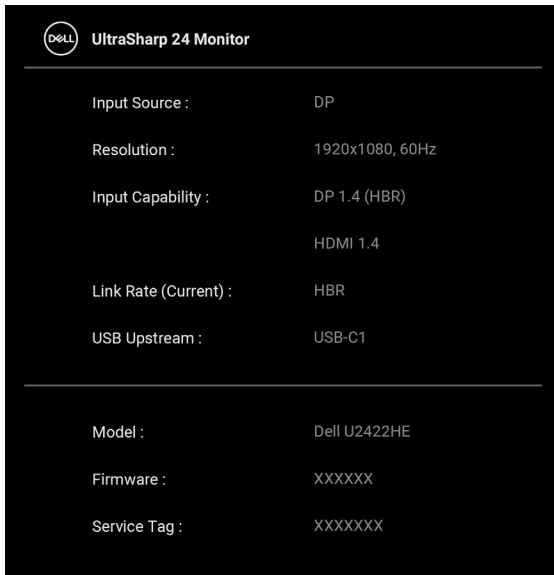 DELL UltraSharp 24 Monitor
Input Source : DP
Resolution : 1920x1080, 60Hz
Input Capability : DP 1.4 (HBR)
HDMI 1.4
Link Rate (Current) : HBR
USB Upstream : USB-C1
Model : Dell U2422HE
Firmware : XXXXXX
Service Tag : XXXXXXX